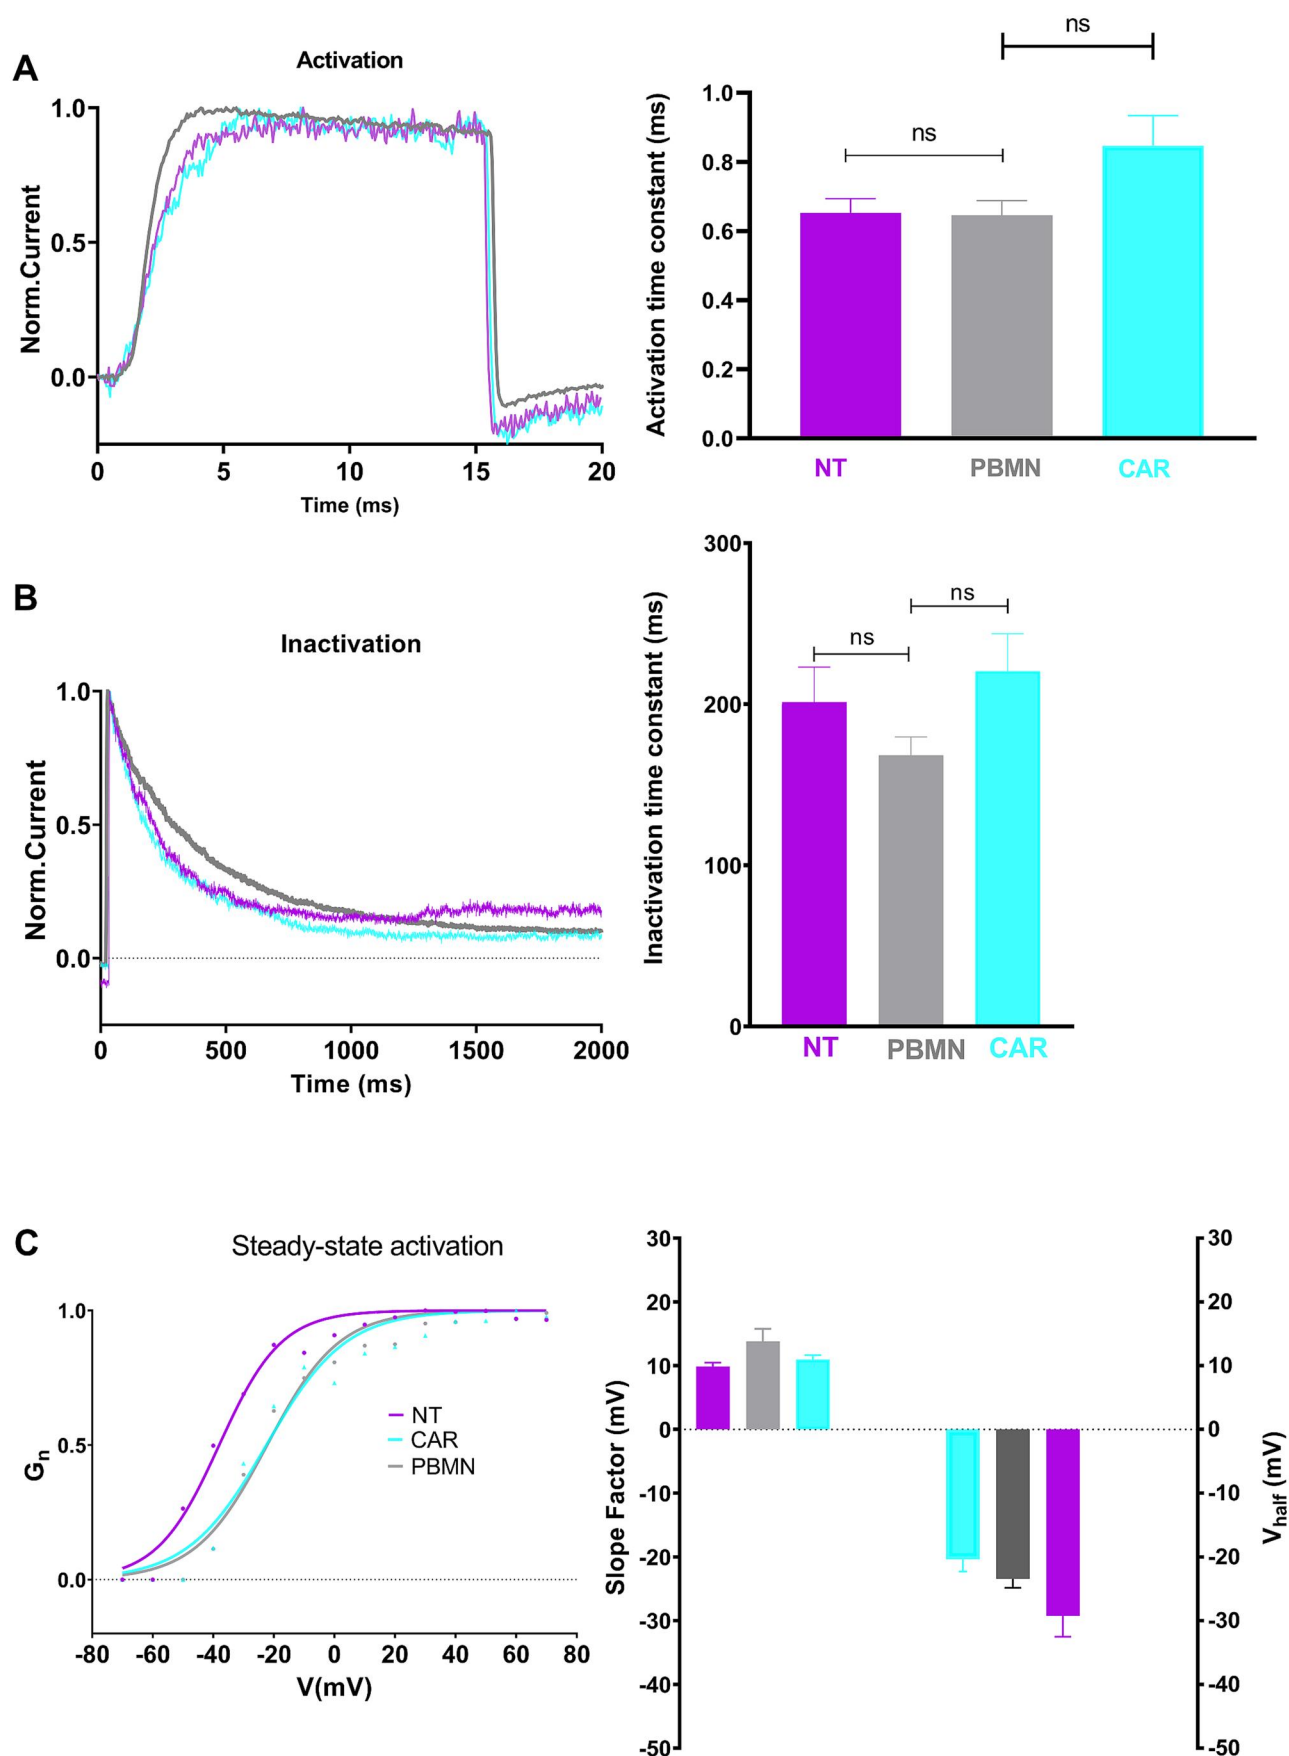 A
Activation
Norm.Current
1.0
0.5
0.0
0 5 10 15 20
Time (ms)
ns
ns
Activation time constant (ms)
1.0
0.8
0.6
0.4
0.2
0.0
NT PBMN CAR
B
Inactivation
Norm.Current
1.0
0.5
0.0
0 500 1000 1500 2000
Time (ms)
Inactivation time constant (ms)
300
200
100
0
ns
ns
NT PBMN CAR
C
Steady-state activation
Gn
1.0
0.5
0.0
NT
CAR
PBMN
-80 -60 -40 -20 0 20 40 60 80
V(mV)
Slope Factor (mV)
30
20
10
0
-10
-20
-30
-40
-50
30
20
10
0
-10
-20
-30
-40
-50
Vhalf (mV)